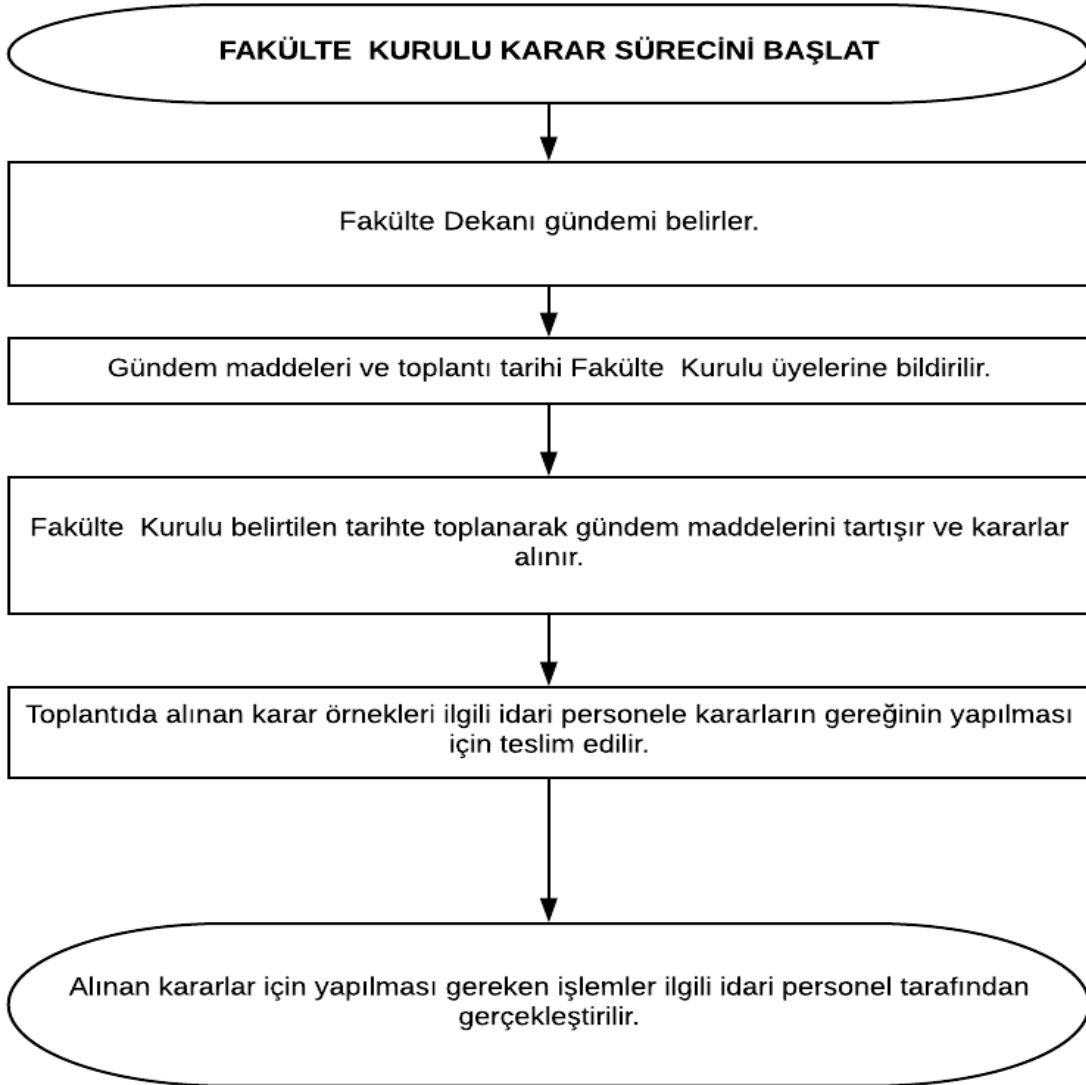 FAKÜLTE  KURULU KARAR SÜRECİNİ BAŞLAT
Fakülte Dekanı gündemi belirler.
Gündem maddeleri ve toplantı tarihi Fakülte  Kurulu üyelerine bildirilir.
Fakülte  Kurulu belirtilen tarihte toplanarak gündem maddelerini tartışır ve kararlar
alınır.
Toplantıda alınan karar örnekleri ilgili idari personele kararların gereğinin yapılması
için teslim edilir.
Alınan kararlar için yapılması gereken işlemler ilgili idari personel tarafından
gerçekleştirilir.